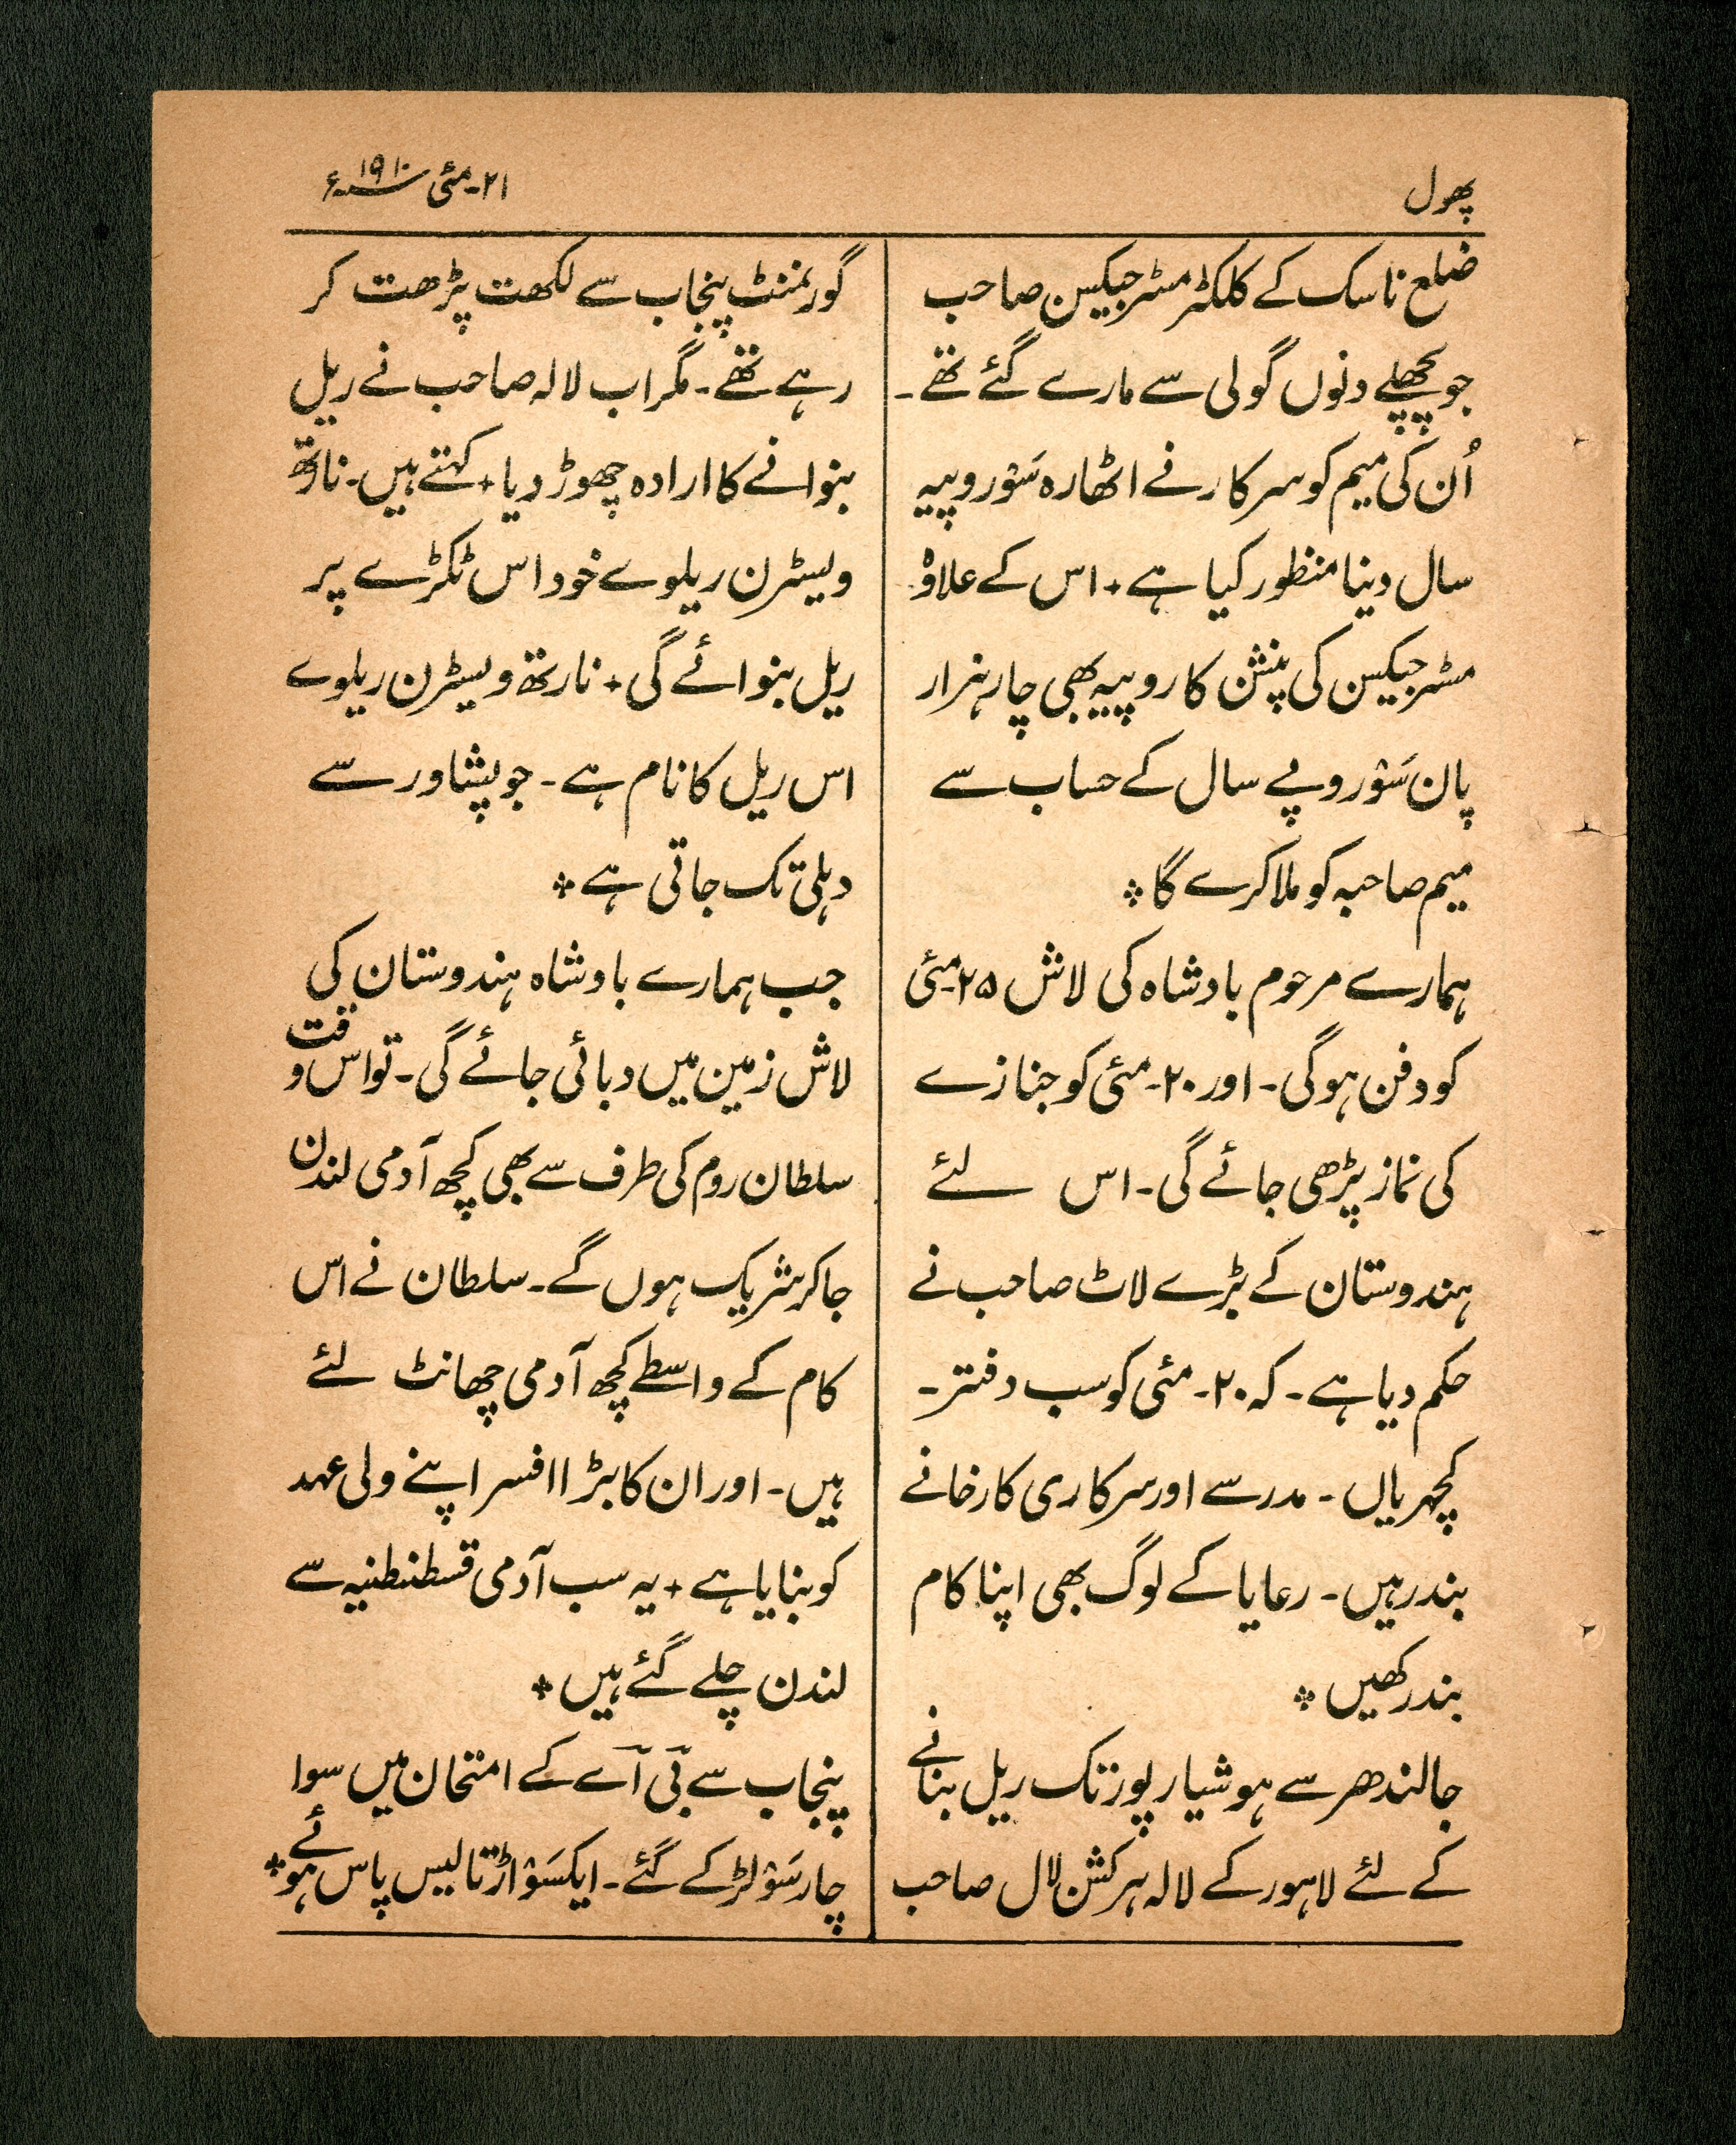 پھول
۲۱۔مئی ۱۹۱۰ء
ضلع ناسک کے کلکٹر مسٹر جیکسن صاحب
جو پچھلے دنوں گولی سے مارے گئے تھے۔
اُن کی میم کو سرکار نے اٹھارہ سَوْ روپیہ
سال دینا منظور کیا ہے + اس کے علاوہ
مسٹر جیکسن کی پنشن کا روپیہ بھی چار ہزار
پان سَوْ روپے سال کے حساب سے
میم صاحبہ کو ملا کرے گا ❖
ہمارے مرحوم بادشاہ کی لاش ۲۵ مئی
کو دفن ہوگی۔ اور ۲۰۔مئی کو جنازے
کی نماز پڑھی جائے گی۔ اس لئے
ہندوستان کے بڑے لاٹ صاحب نے
حکم دیا ہے۔ کہ ۲۰۔مئی کو سب دفتر۔
کچہریاں۔ مدرسے اور سرکاری کارخانے
بند رہیں۔ رعایا کے لوگ بھی اپنا کام
بند رکھیں ❖
جالندھر سے ہوشیارپور تک ریل بنانے
کے لئے لاہور کے لالہ ہرکشن لال صاحب
گورنمنٹ پنجاب سے لکھت پڑھت کر
رہے تھے۔ مگر اب لالہ صاحب نے ریل
بنوانے کا ارادہ چھوڑ دیا + کہتے ہیں۔ نارتھ
ویسٹرن ریلوے خود اس ٹکڑے پر
ریل بنوائے گی + نارتھ ویسٹرن ریلوے
اس ریل کا نام ہے۔ جو پشاور سے
دہلی تک جاتی ہے ❖
جب ہمارے بادشاہ ہندوستان کی
لاش زمین میں دبائی جائے گی۔ تو اس وقت
سلطان روم کی طرف سے بھی کچھ آدمی لندن
جا کر شریک ہوں گے۔ سلطان نے اس
کام کے واسطے کچھ آدمی چھانٹ لئے
ہیں۔ اور ان کا بڑا افسر اپنے ولی عہد
کو بنایا ہے + یہ سب آدمی قسطنطنیہ سے
لندن چلے گئے ہیں ❖
پنجاب سے بی آے کے امتحان میں سوا
چار سَوْ لڑکے گئے۔ ایکسَوْ اڑتالیس پاس ہوئے ❖